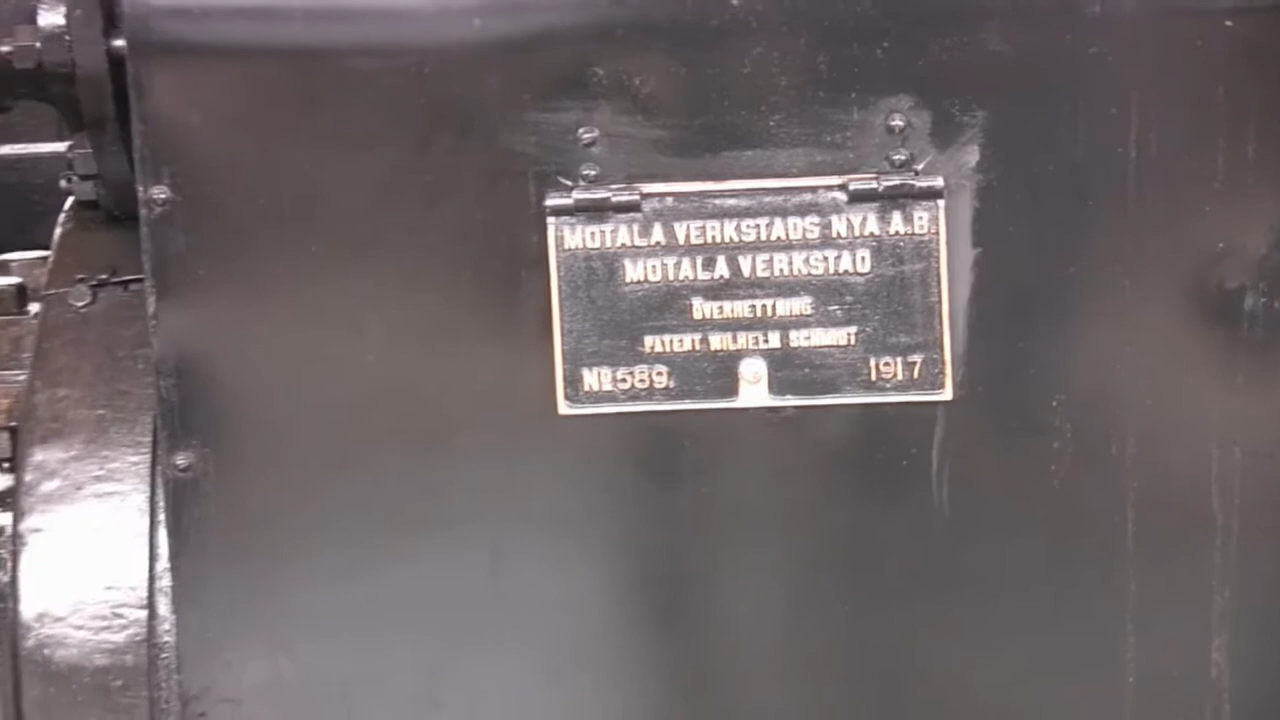 MOTALA VERKSTADS NYA A.B.
MOTALA VERKSTAD
ÖVERHETTNING
PATENT WILHELM SCHMIDT
No 589. 1917